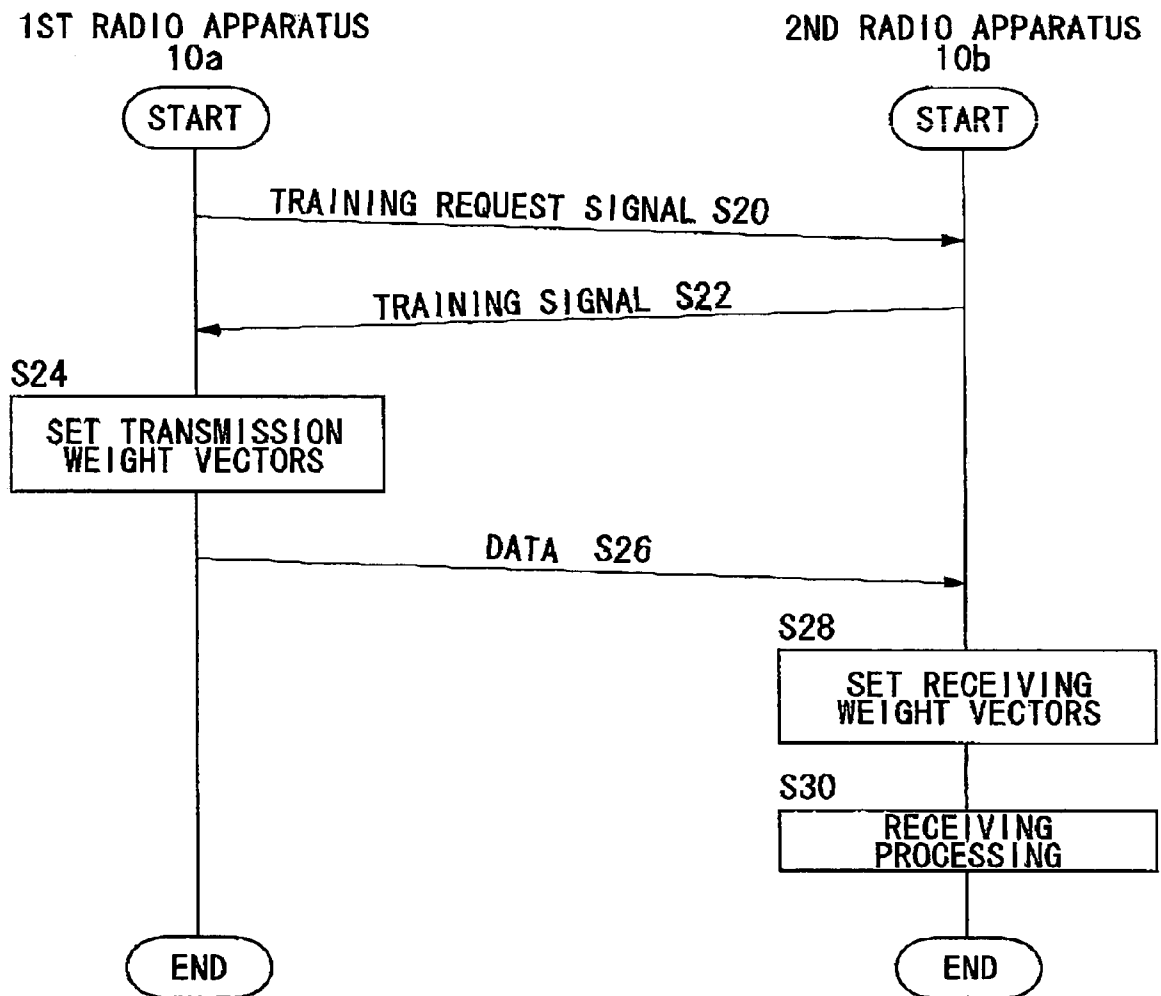 1ST RADIO APPARATUS
10a
2ND RADIO APPARATUS
10b
START
START
TRAINING REQUEST SIGNAL S20
TRAINING SIGNAL S22
S24
SET TRANSMISSION
WEIGHT VECTORS
DATA S26
S28
SET RECEIVING
WEIGHT VECTORS
S30
RECEIVING
PROCESSING
END
END